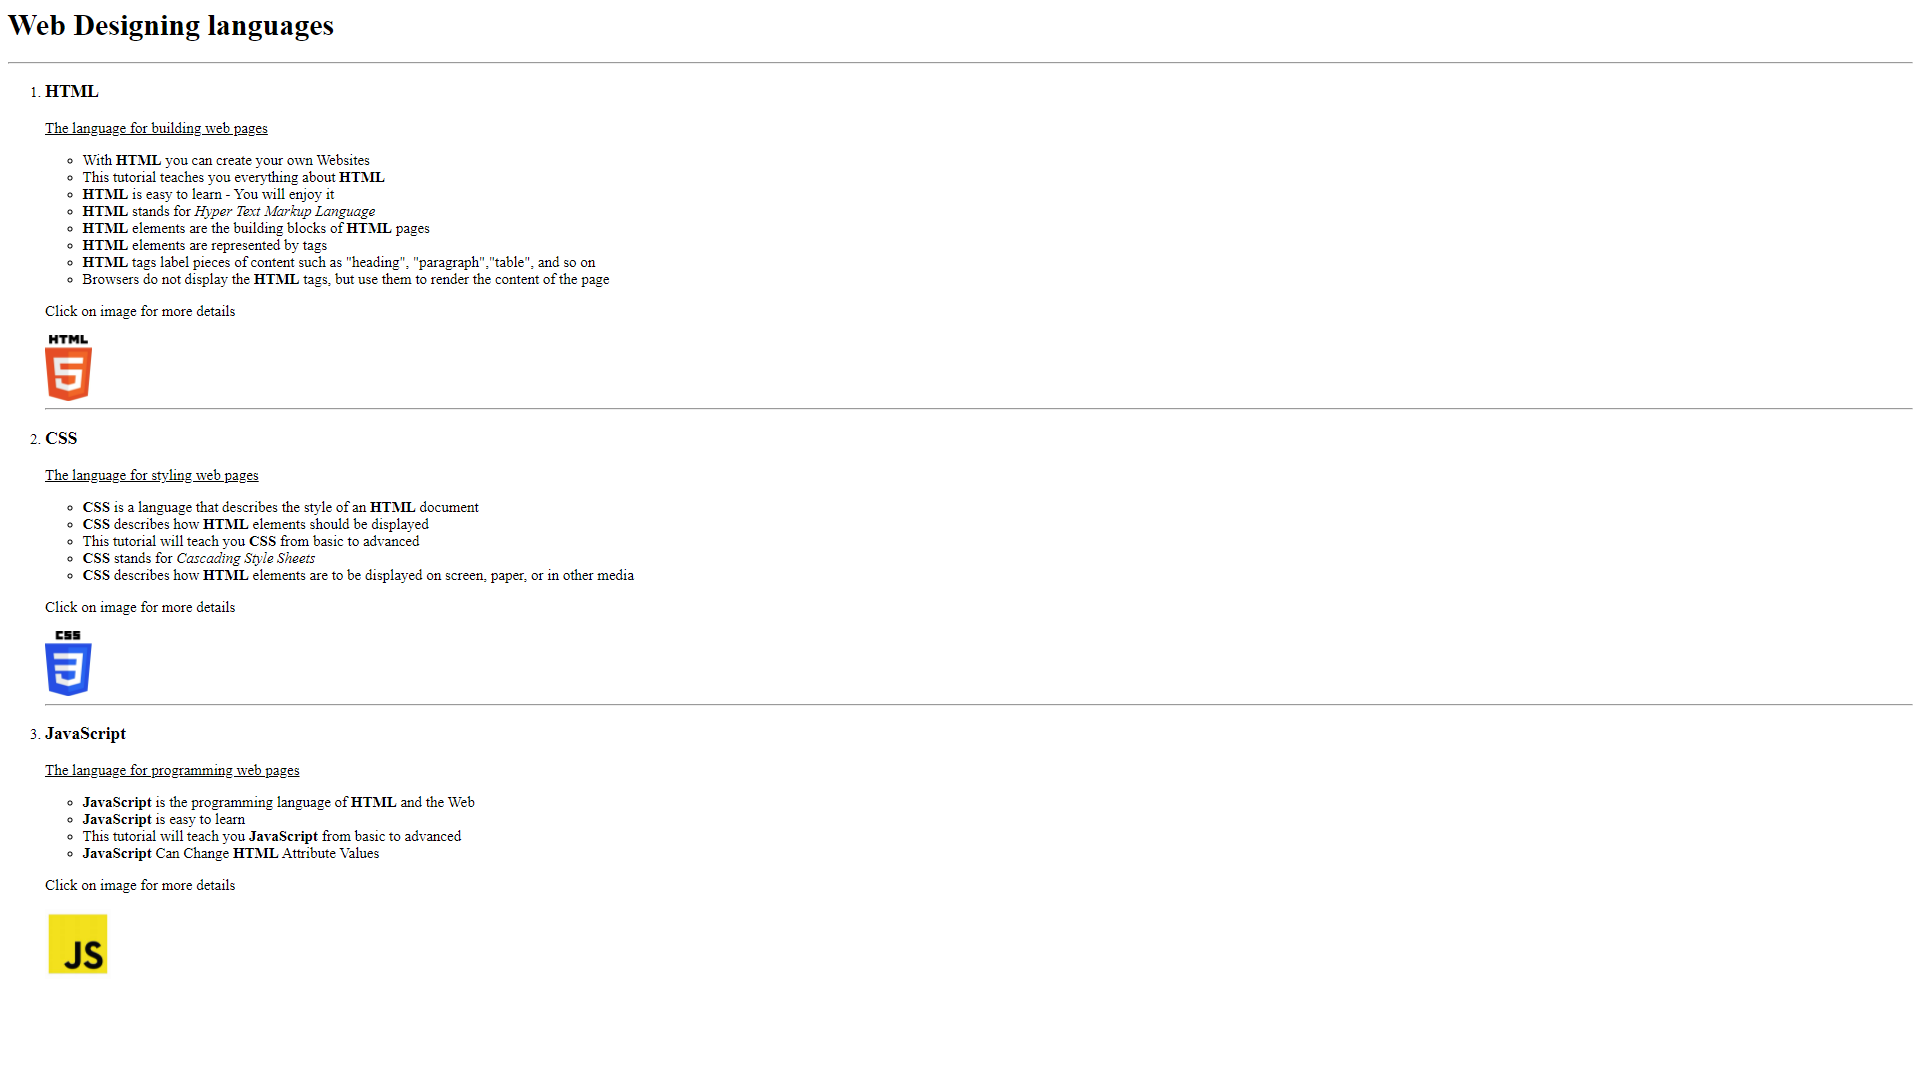 Web Designing languages
1. HTML
The language for building web pages
With HTML you can create your own Websites
This tutorial teaches you everything about HTML
HTML is easy to learn - You will enjoy it
HTML stands for Hyper Text Markup Language
HTML elements are the building blocks of HTML pages
HTML elements are represented by tags
HTML tags label pieces of content such as "heading", "paragraph","table", and so on
Browsers do not display the HTML tags, but use them to render the content of the page
Click on image for more details
HTML
5
2. CSS
The language for styling web pages
CSS is a language that describes the style of an HTML document
CSS describes how HTML elements should be displayed
This tutorial will teach you CSS from basic to advanced
CSS stands for Cascading Style Sheets
CSS describes how HTML elements are to be displayed on screen, paper, or in other media
Click on image for more details
CSS
3
3. JavaScript
The language for programming web pages
JavaScript is the programming language of HTML and the Web
JavaScript is easy to learn
This tutorial will teach you JavaScript from basic to advanced
JavaScript Can Change HTML Attribute Values
Click on image for more details
JS